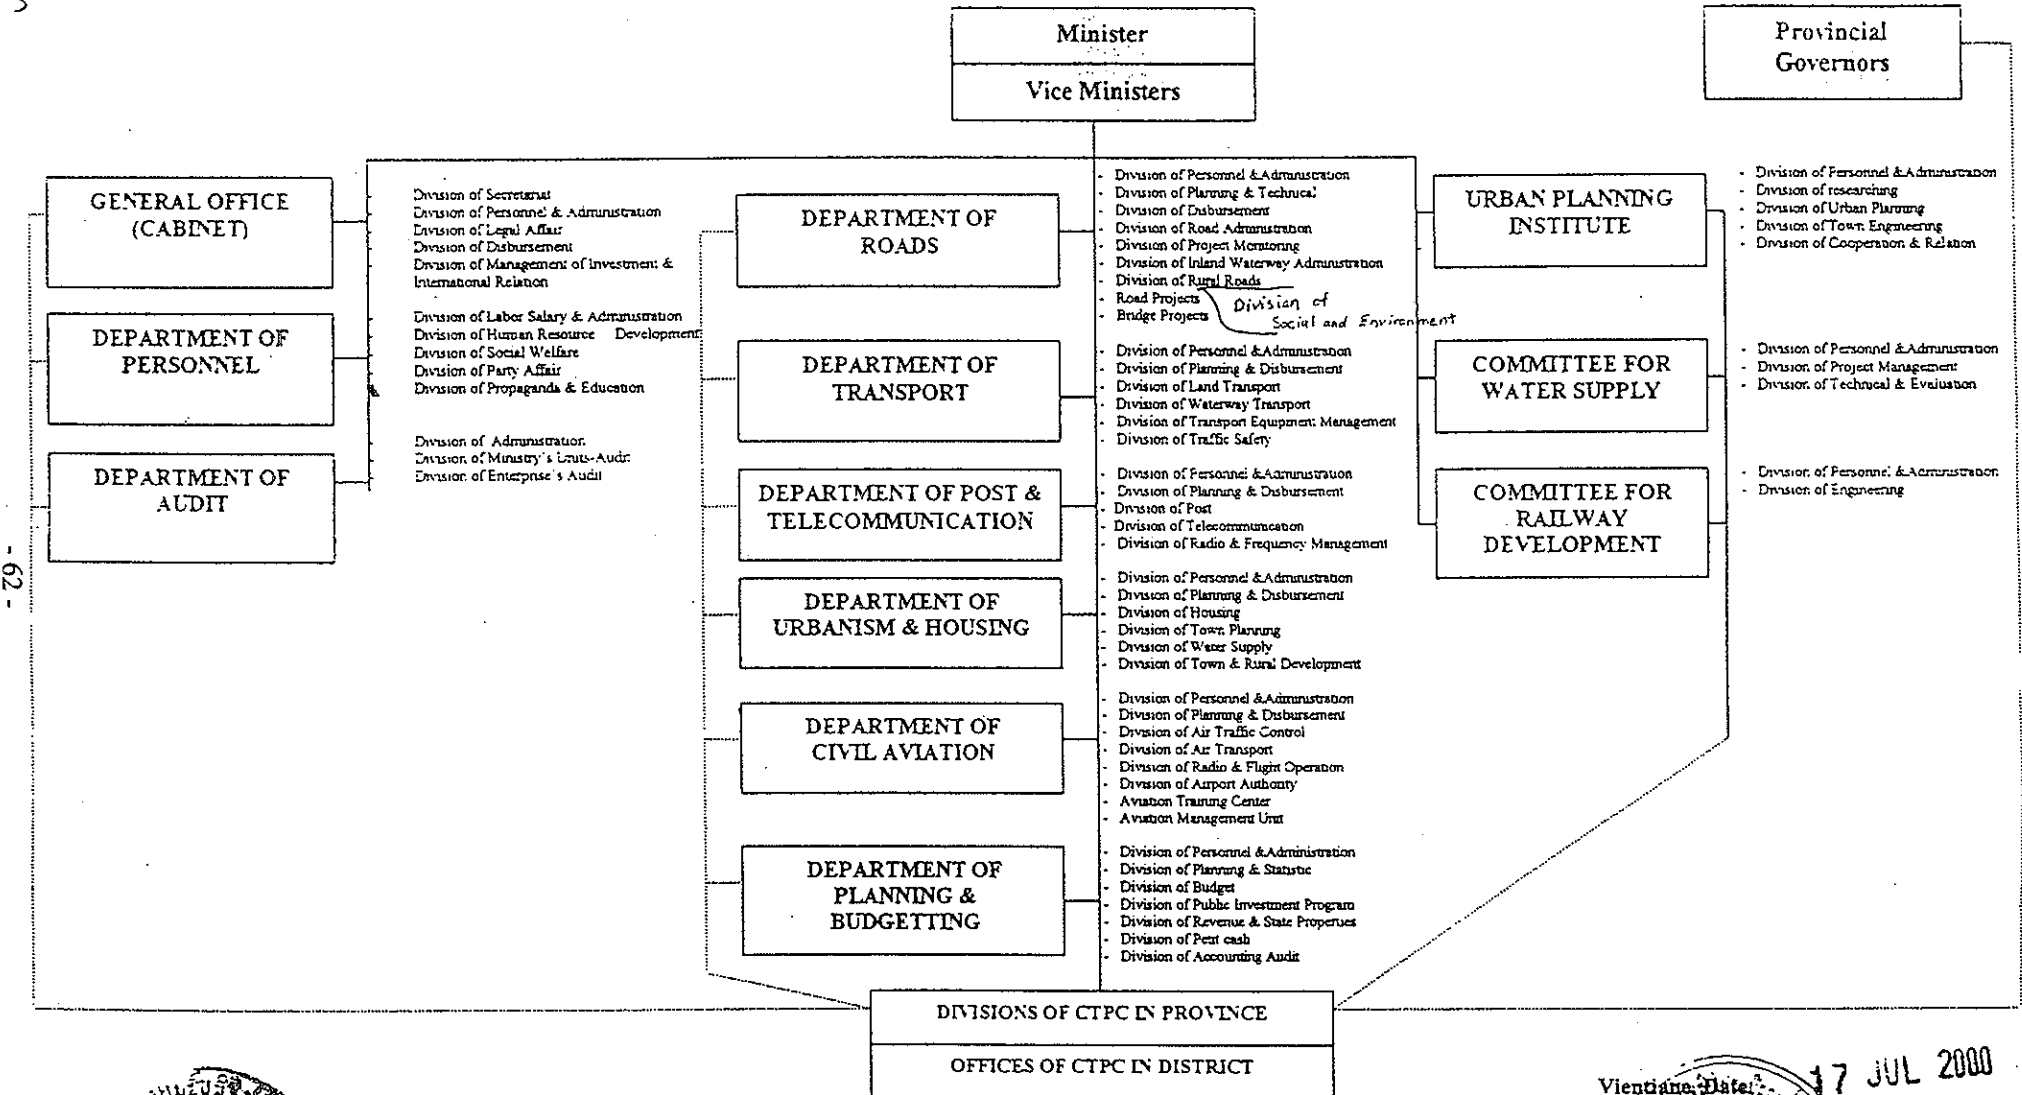 Minister
Vice Ministers
Provincial
Governors
GENERAL OFFICE
(CABINET)
Division of Secretariat
Division of Personnel & Administration
Division of Legal Affair
Division of Disbursement
Division of Management of Investment &
International Relation
DEPARTMENT OF
PERSONNEL
Division of Labor Salary & Administration
Division of Human Resource Development
Division of Social Welfare
Division of Party Affair
Division of Propaganda & Education
DEPARTMENT OF
AUDIT
Division of Administration
Division of Ministry's Units-Audit
Division of Enterprise's Audit
DEPARTMENT OF
ROADS
- Division of Personnel & Administration
- Division of Planning & Technical
- Division of Disbursement
- Division of Road Administration
- Division of Project Monitoring
- Division of Inland Waterway Administration
- Division of Rural Roads
- Road Projects
- Bridge Projects
Division of
Social and Environment
DEPARTMENT OF
TRANSPORT
- Division of Personnel & Administration
- Division of Planning & Disbursement
- Division of Land Transport
- Division of Waterway Transport
- Division of Transport Equipment Management
- Division of Traffic Safety
DEPARTMENT OF POST &
TELECOMMUNICATION
- Division of Personnel & Administration
- Division of Planning & Disbursement
- Division of Post
- Division of Telecommunication
- Division of Radio & Frequency Management
DEPARTMENT OF
URBANISM & HOUSING
- Division of Personnel & Administration
- Division of Planning & Disbursement
- Division of Housing
- Division of Town Planning
- Division of Water Supply
- Division of Town & Rural Development
DEPARTMENT OF
CIVIL AVIATION
- Division of Personnel & Administration
- Division of Planning & Disbursement
- Division of Air Traffic Control
- Division of Air Transport
- Division of Radio & Flight Operation
- Division of Airport Authority
- Aviation Training Center
- Aviation Management Unit
DEPARTMENT OF
PLANNING &
BUDGETTING
- Division of Personnel & Administration
- Division of Planning & Statistic
- Division of Budget
- Division of Public Investment Program
- Division of Revenue & State Properties
- Division of Pett cash
- Division of Accounting Audit
URBAN PLANNING
INSTITUTE
- Division of Personnel & Administration
- Division of researching
- Division of Urban Planning
- Division of Town Engineering
- Division of Cooperation & Relation
COMMITTEE FOR
WATER SUPPLY
- Division of Personnel & Administration
- Division of Project Management
- Division of Technical & Evaluation
COMMITTEE FOR
RAILWAY
DEVELOPMENT
- Division of Personnel & Administration
- Division of Engineering
DIVISIONS OF CTPC IN PROVINCE
OFFICES OF CTPC IN DISTRICT
- 62 -
Vientiane, Date: 17 JUL 2000